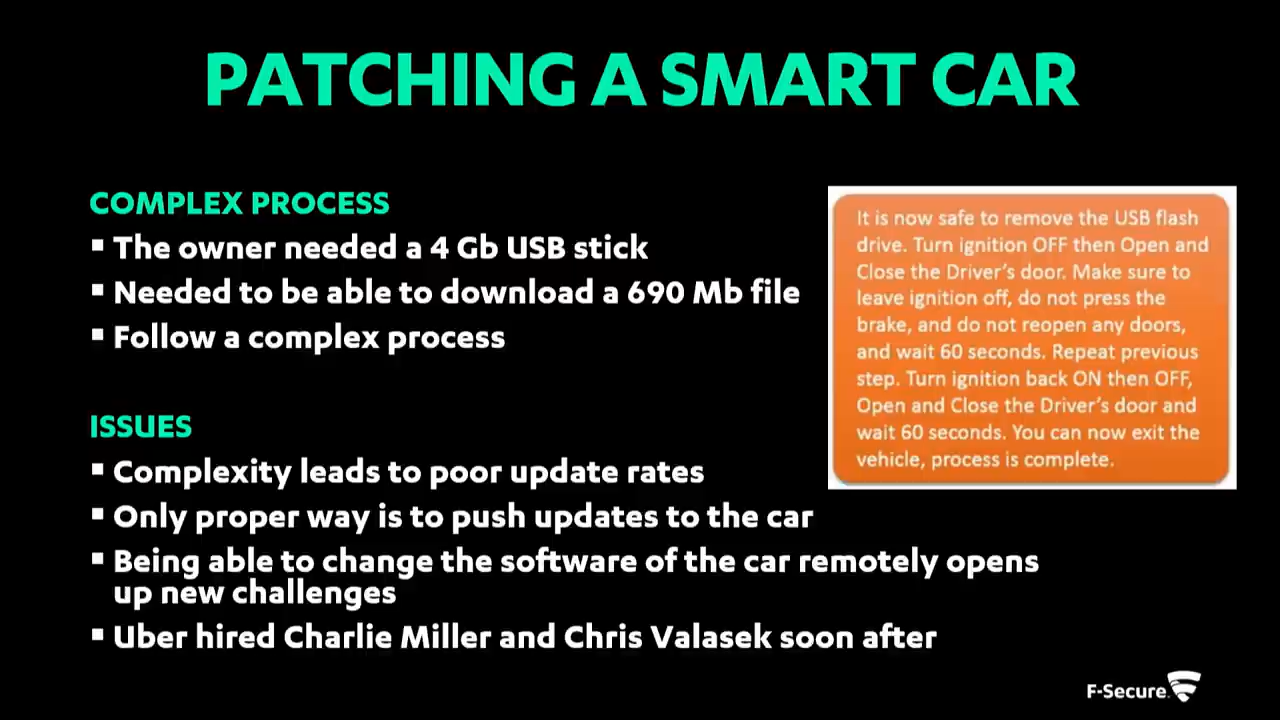 PATCHING A SMART CAR
COMPLEX PROCESS
▪ The owner needed a 4 Gb USB stick
▪ Needed to be able to download a 690 Mb file
▪ Follow a complex process
It is now safe to remove the USB flash
drive. Turn ignition OFF then Open and
Close the Driver's door. Make sure to
leave ignition off, do not press the
brake, and do not reopen any doors,
and wait 60 seconds. Repeat previous
step. Turn ignition back ON then OFF,
Open and Close the Driver's door and
wait 60 seconds. You can now exit the
vehicle, process is complete.
ISSUES
▪ Complexity leads to poor update rates
▪ Only proper way is to push updates to the car
▪ Being able to change the software of the car remotely opens
up new challenges
▪ Uber hired Charlie Miller and Chris Valasek soon after
F-Secure.